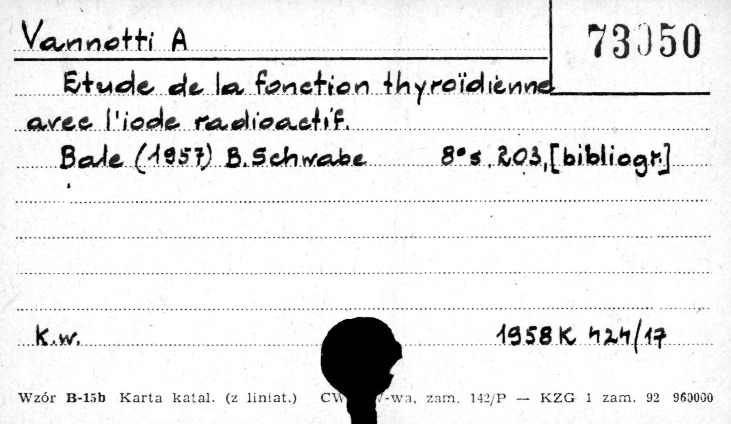 Vannotti A
73050
Etude de la fonction thyroïdienne
avec l'iode radioactif.
Bale (1957) B. Schwabe 8° s. 203, [bibliogr.]
K.w. 1958 K 424/17
Wzór B-15b Karta katal. (z liniat.) CW -wa, zam. 142/P — KZG 1 zam. 92 960000